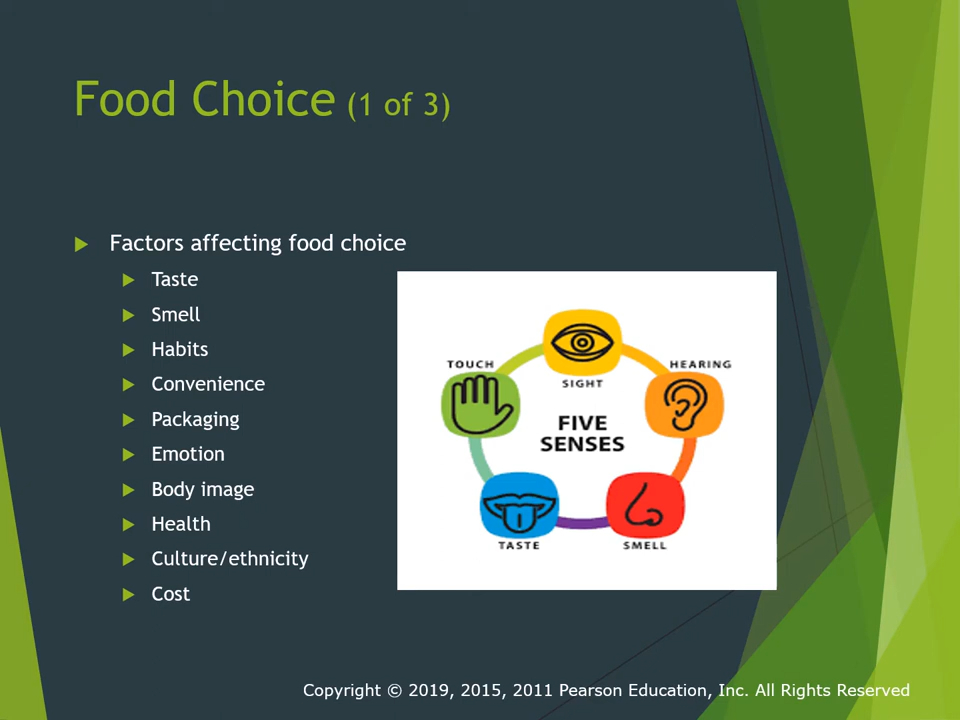 Food Choice (1 of 3)
Factors affecting food choice
Taste
Smell
Habits
Convenience
Packaging
Emotion
Body image
Health
Culture/ethnicity
Cost
SIGHT
TOUCH
HEARING
FIVE
SENSES
TASTE
SMELL
Copyright © 2019, 2015, 2011 Pearson Education, Inc. All Rights Reserved